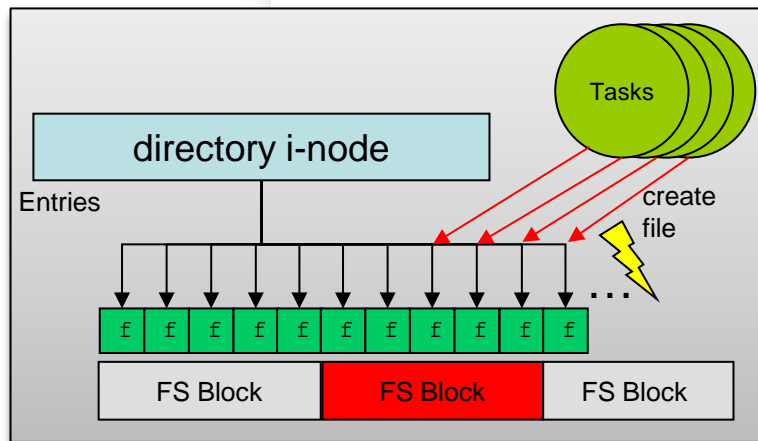 Tasks
directory i-node
Entries
create
file
...
f f f f f f f f f f f
FS Block FS Block FS Block